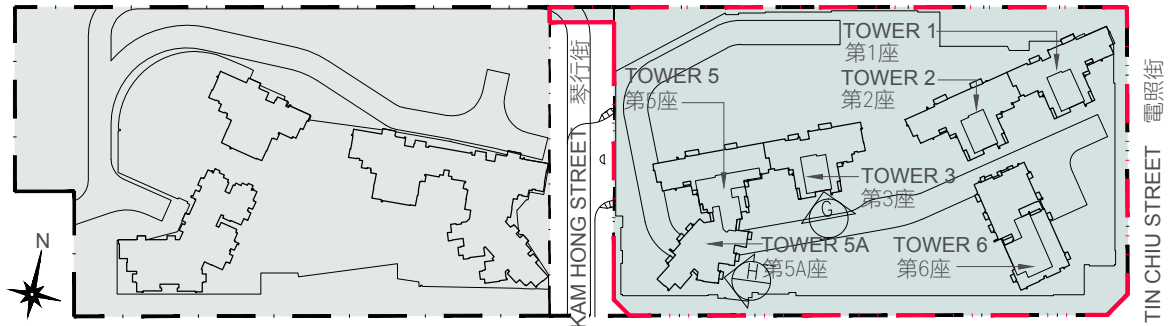 TOWER 1
第1座
TOWER 2
第2座
TOWER 5
第5座
TOWER 3
第3座
G
TOWER 5A
第5A座
H
TOWER 6
第6座
N
KAM HONG STREET 琴行街
TIN CHIU STREET 電照街